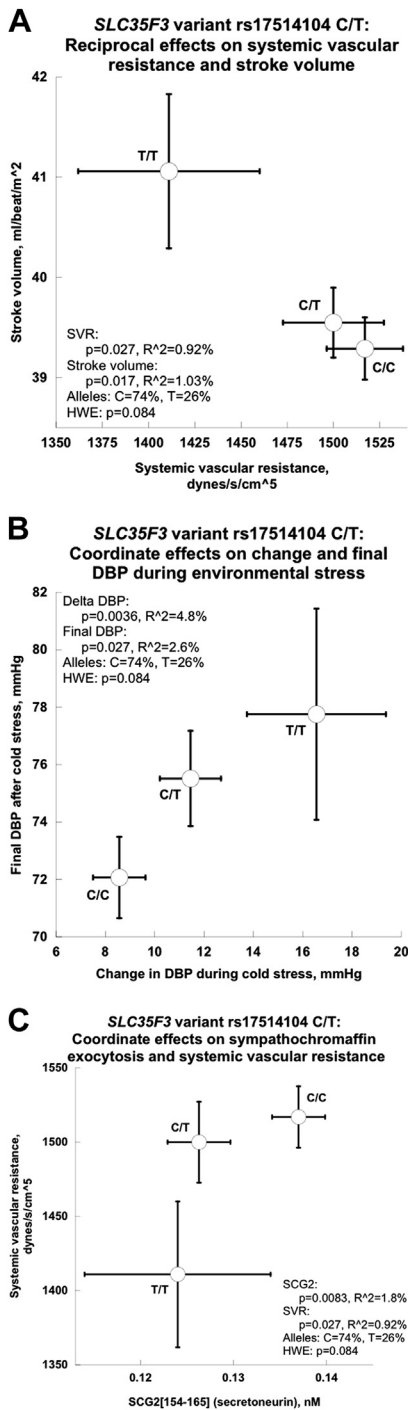 A
SLC35F3 variant rs17514104 C/T:
Reciprocal effects on systemic vascular
resistance and stroke volume
42
41
40
39
Stroke volume, ml/beat/m^2
T/T
C/T
C/C
SVR:
p=0.027, R^2=0.92%
Stroke volume:
p=0.017, R^2=1.03%
Alleles: C=74%, T=26%
HWE: p=0.084
1350 1375 1400 1425 1450 1475 1500 1525
Systemic vascular resistance,
dynes/s/cm^5
B
SLC35F3 variant rs17514104 C/T:
Coordinate effects on change and final
DBP during environmental stress
82
80
78
76
74
72
70
Final DBP after cold stress, mmHg
Delta DBP:
p=0.0036, R^2=4.8%
Final DBP:
p=0.027, R^2=2.6%
Alleles: C=74%, T=26%
HWE: p=0.084
T/T
C/T
C/C
6 8 10 12 14 16 18 20
Change in DBP during cold stress, mmHg
C
SLC35F3 variant rs17514104 C/T:
Coordinate effects on sympathochromaffin
exocytosis and systemic vascular resistance
1550
1500
1450
1400
1350
Systemic vascular resistance,
dynes/s/cm^5
C/C
C/T
T/T
SCG2:
p=0.0083, R^2=1.8%
SVR:
p=0.027, R^2=0.92%
Alleles: C=74%, T=26%
HWE: p=0.084
0.12 0.13 0.14
SCG2[154-165] (secretoneurin), nM